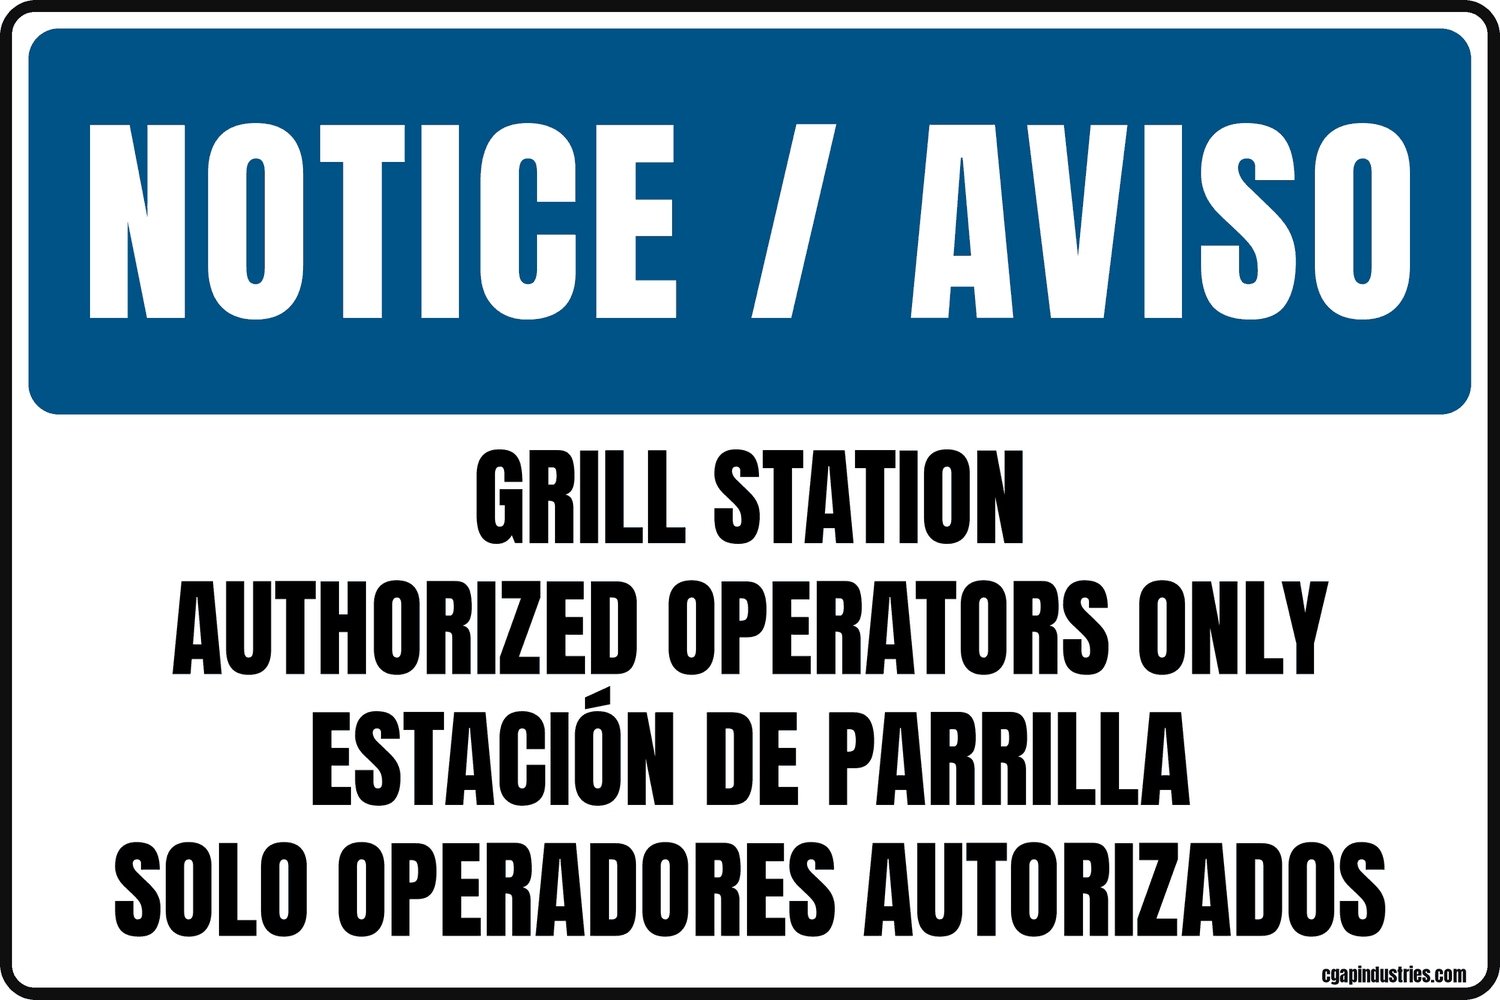 NOTICE / AVISO
GRILL STATION
AUTHORIZED OPERATORS ONLY
ESTACIÓN DE PARRILLA
SOLO OPERADORES AUTORIZADOS
cgapindustries.com